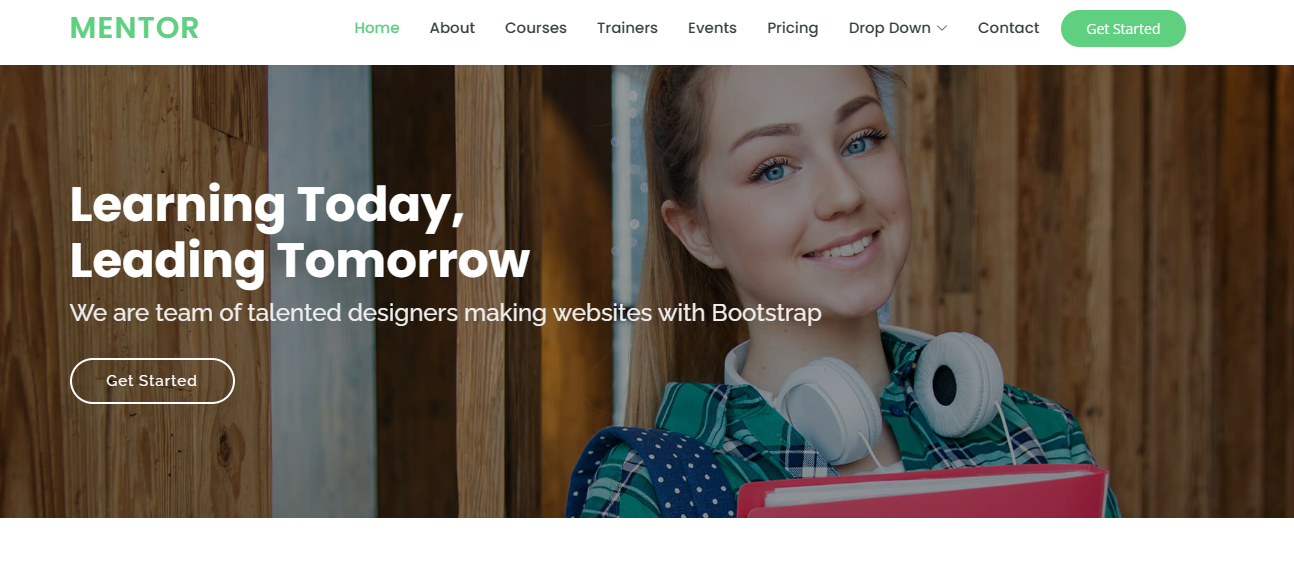 MENTOR
Home About Courses Trainers Events Pricing Drop Down Contact Get Started
Learning Today,
Leading Tomorrow
We are team of talented designers making websites with Bootstrap
Get Started